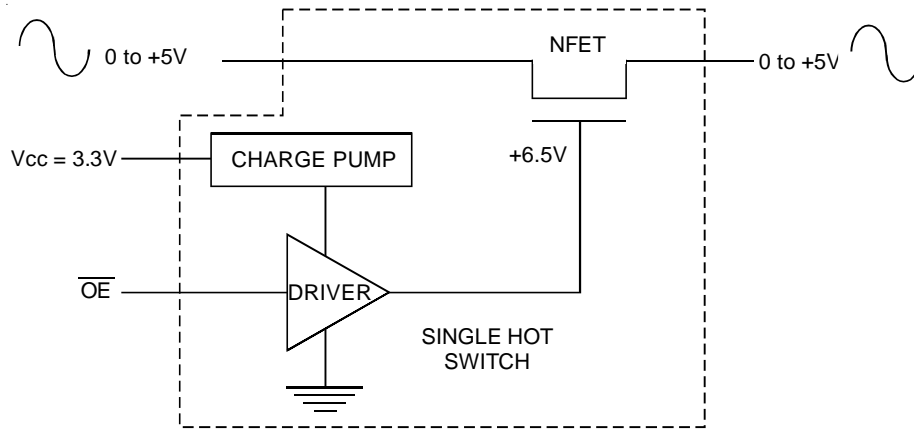 NFET
0 to +5V
0 to +5V
Vcc = 3.3V
CHARGE PUMP
+6.5V
OE
DRIVER
SINGLE HOT
SWITCH